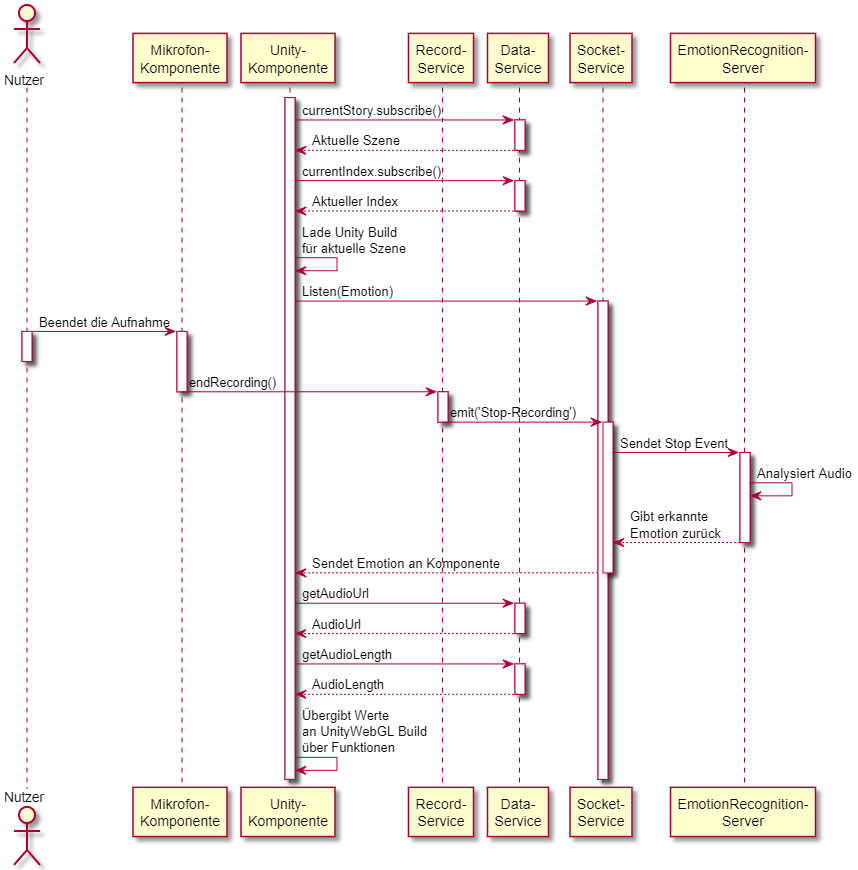 Nutzer
Mikrofon-
Komponente
Unity-
Komponente
Record-
Service
Data-
Service
Socket-
Service
EmotionRecognition-
Server
currentStory.subscribe()
Aktuelle Szene
currentIndex.subscribe()
Aktueller Index
Lade Unity Build
für aktuelle Szene
Listen(Emotion)
Beendet die Aufnahme
endRecording()
emit('Stop-Recording')
Sendet Stop Event
Analysiert Audio
Gibt erkannte
Emotion zurück
Sendet Emotion an Komponente
getAudioUrl
AudioUrl
getAudioLength
AudioLength
Übergibt Werte
an UnityWebGL Build
über Funktionen
Nutzer
Mikrofon-
Komponente
Unity-
Komponente
Record-
Service
Data-
Service
Socket-
Service
EmotionRecognition-
Server